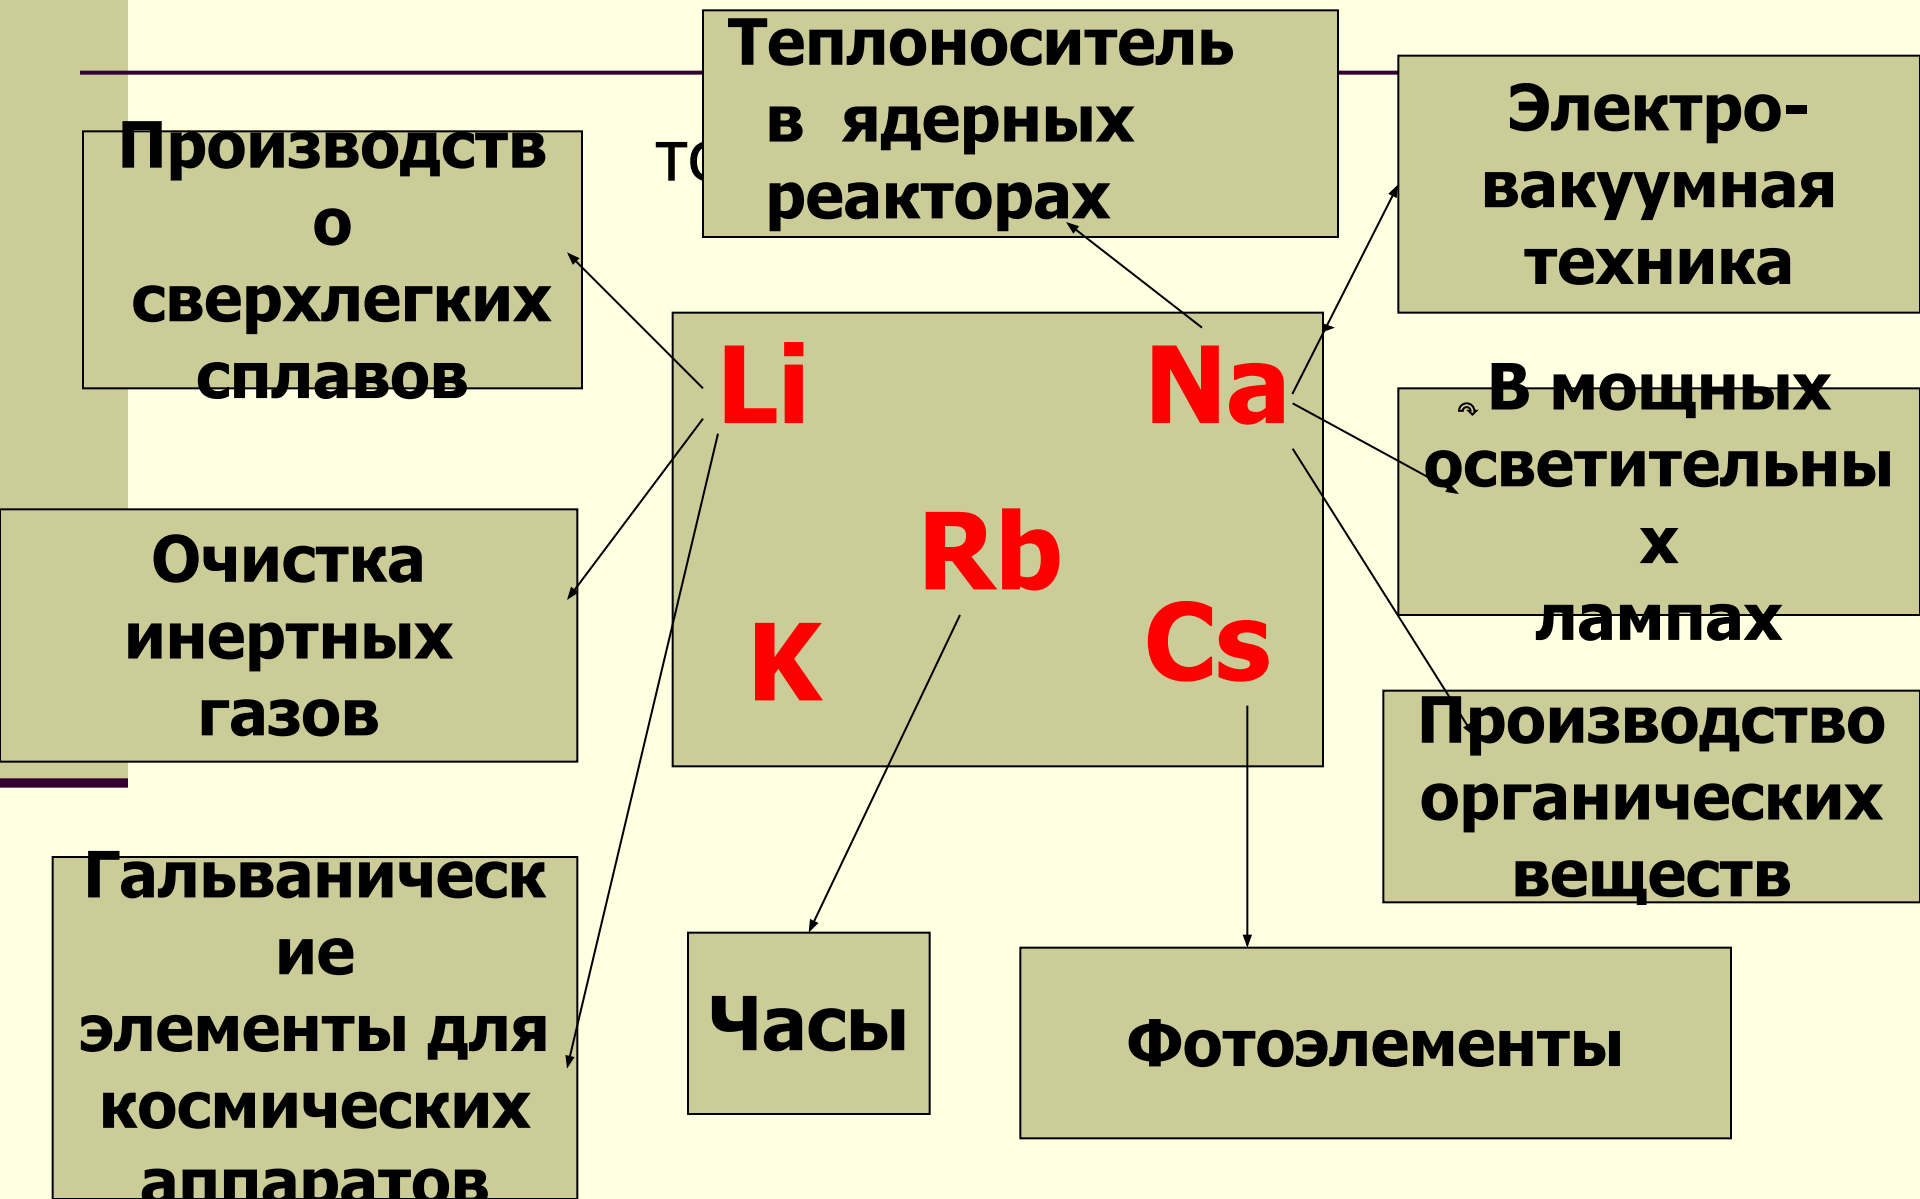 Теплоноситель
в ядерных
реакторах
Электро-
вакуумная
техника
Производств
о
сверхлегких
сплавов
Li
Na
В мощных
осветительны
х
лампах
Очистка
инертных
газов
Rb
К
Cs
Производство
органических
веществ
Гальваническ
ие
элементы для
космических
аппаратов
Часы
Фотоэлементы